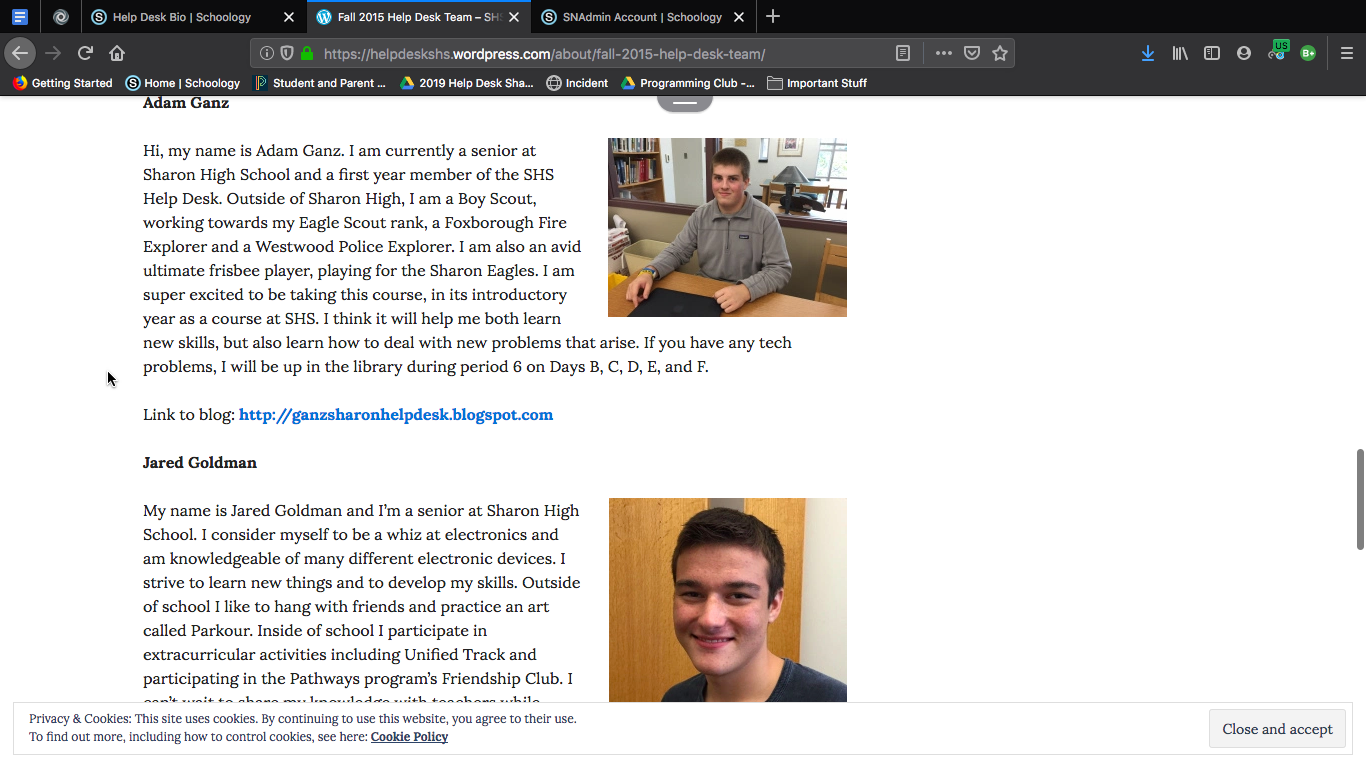 Help Desk Bio | Schoology
Fall 2015 Help Desk Team – SHS
SNAdmin Account | Schoology
https://helpdeskshs.wordpress.com/about/fall-2015-help-desk-team/
US
B+
Getting Started
Home | Schoology
Student and Parent ...
2019 Help Desk Sha...
Incident
Programming Club -...
Important Stuff
Adam Ganz
Hi, my name is Adam Ganz. I am currently a senior at
Sharon High School and a first year member of the SHS
Help Desk. Outside of Sharon High, I am a Boy Scout,
working towards my Eagle Scout rank, a Foxborough Fire
Explorer and a Westwood Police Explorer. I am also an avid
ultimate frisbee player, playing for the Sharon Eagles. I am
super excited to be taking this course, in its introductory
year as a course at SHS. I think it will help me both learn
new skills, but also learn how to deal with new problems that arise. If you have any tech
problems, I will be up in the library during period 6 on Days B, C, D, E, and F.
Link to blog: http://ganzsharonhelpdesk.blogspot.com
Jared Goldman
My name is Jared Goldman and I'm a senior at Sharon High
School. I consider myself to be a whiz at electronics and
am knowledgeable of many different electronic devices. I
strive to learn new things and to develop my skills. Outside
of school I like to hang with friends and practice an art
called Parkour. Inside of school I participate in
extracurricular activities including Unified Track and
participating in the Pathways program's Friendship Club. I
can't wait to share my knowledge with teachers while
Privacy & Cookies: This site uses cookies. By continuing to use this website, you agree to their use.
To find out more, including how to control cookies, see here: Cookie Policy
Close and accept